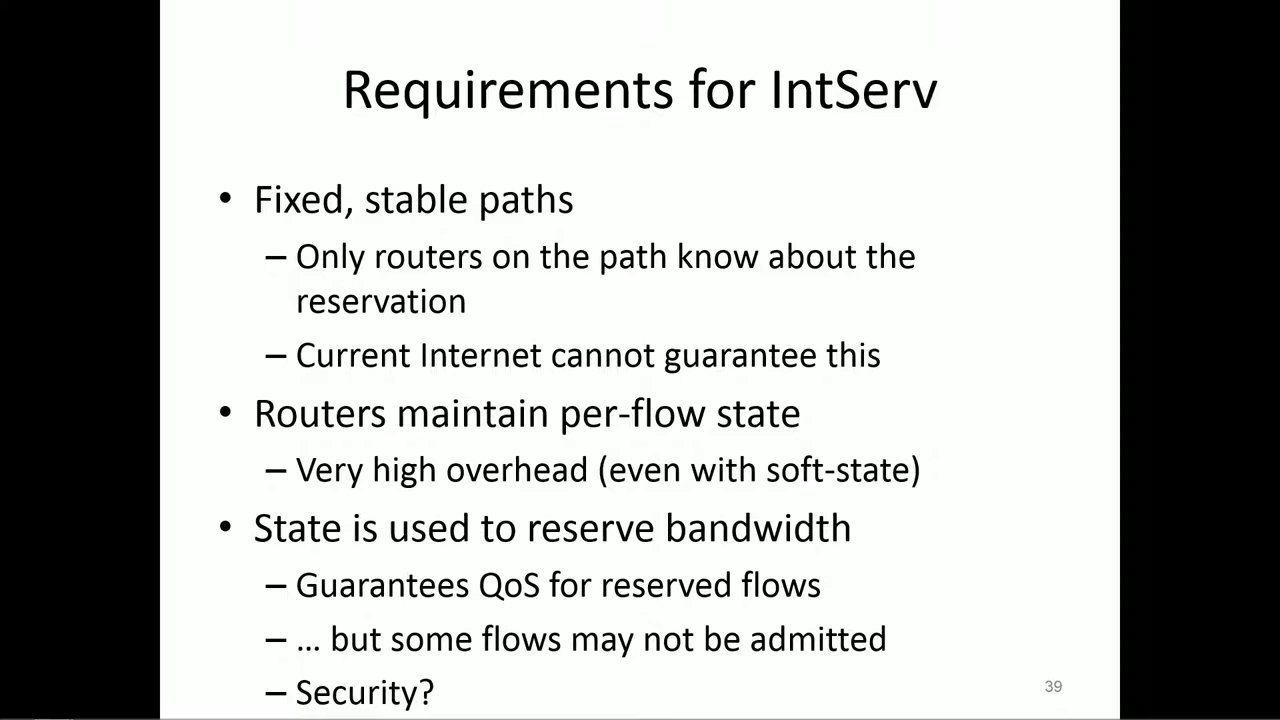 Requirements for IntServ
• Fixed, stable paths
– Only routers on the path know about the
reservation
– Current Internet cannot guarantee this
• Routers maintain per-flow state
– Very high overhead (even with soft-state)
• State is used to reserve bandwidth
– Guarantees QoS for reserved flows
– … but some flows may not be admitted
– Security?
39